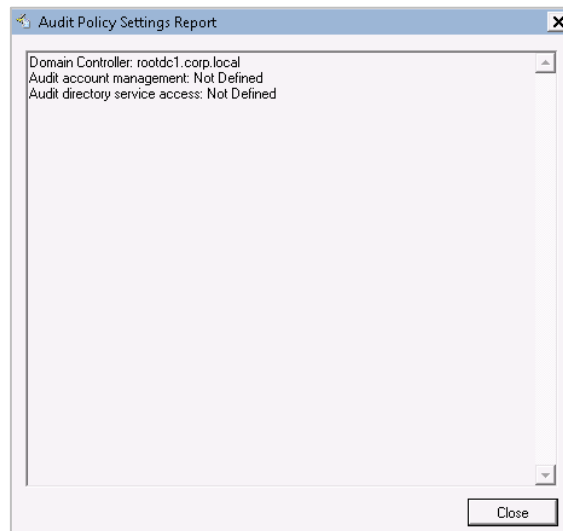 Audit Policy Settings Report
Domain Controller: rootdc1.corp.local
Audit account management: Not Defined
Audit directory service access: Not Defined
Close